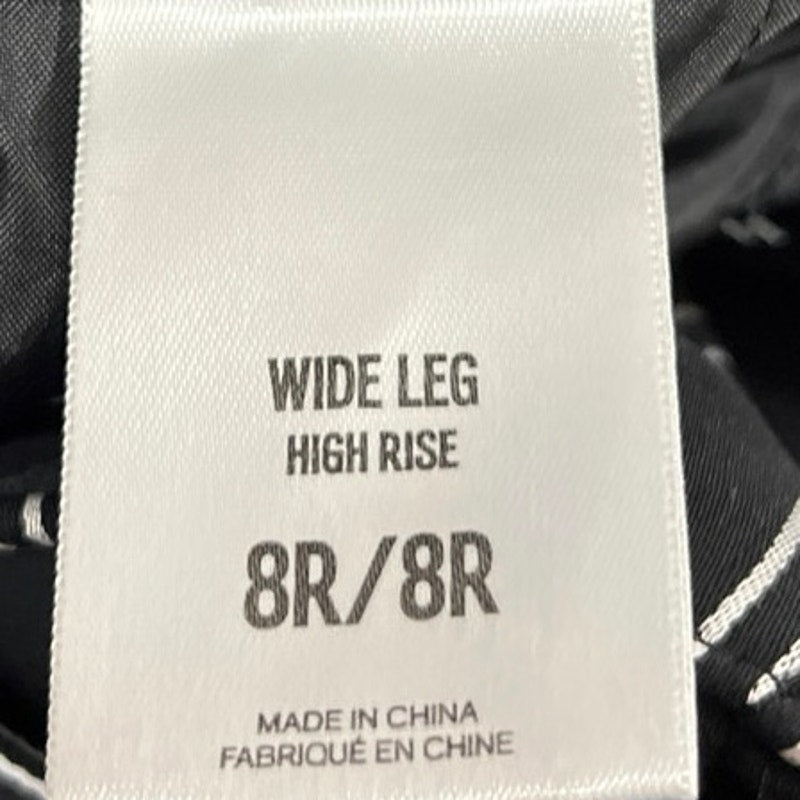 WIDE LEG
HIGH RISE
8R/8R
MADE IN CHINA
FABRIQUÉ EN CHINE